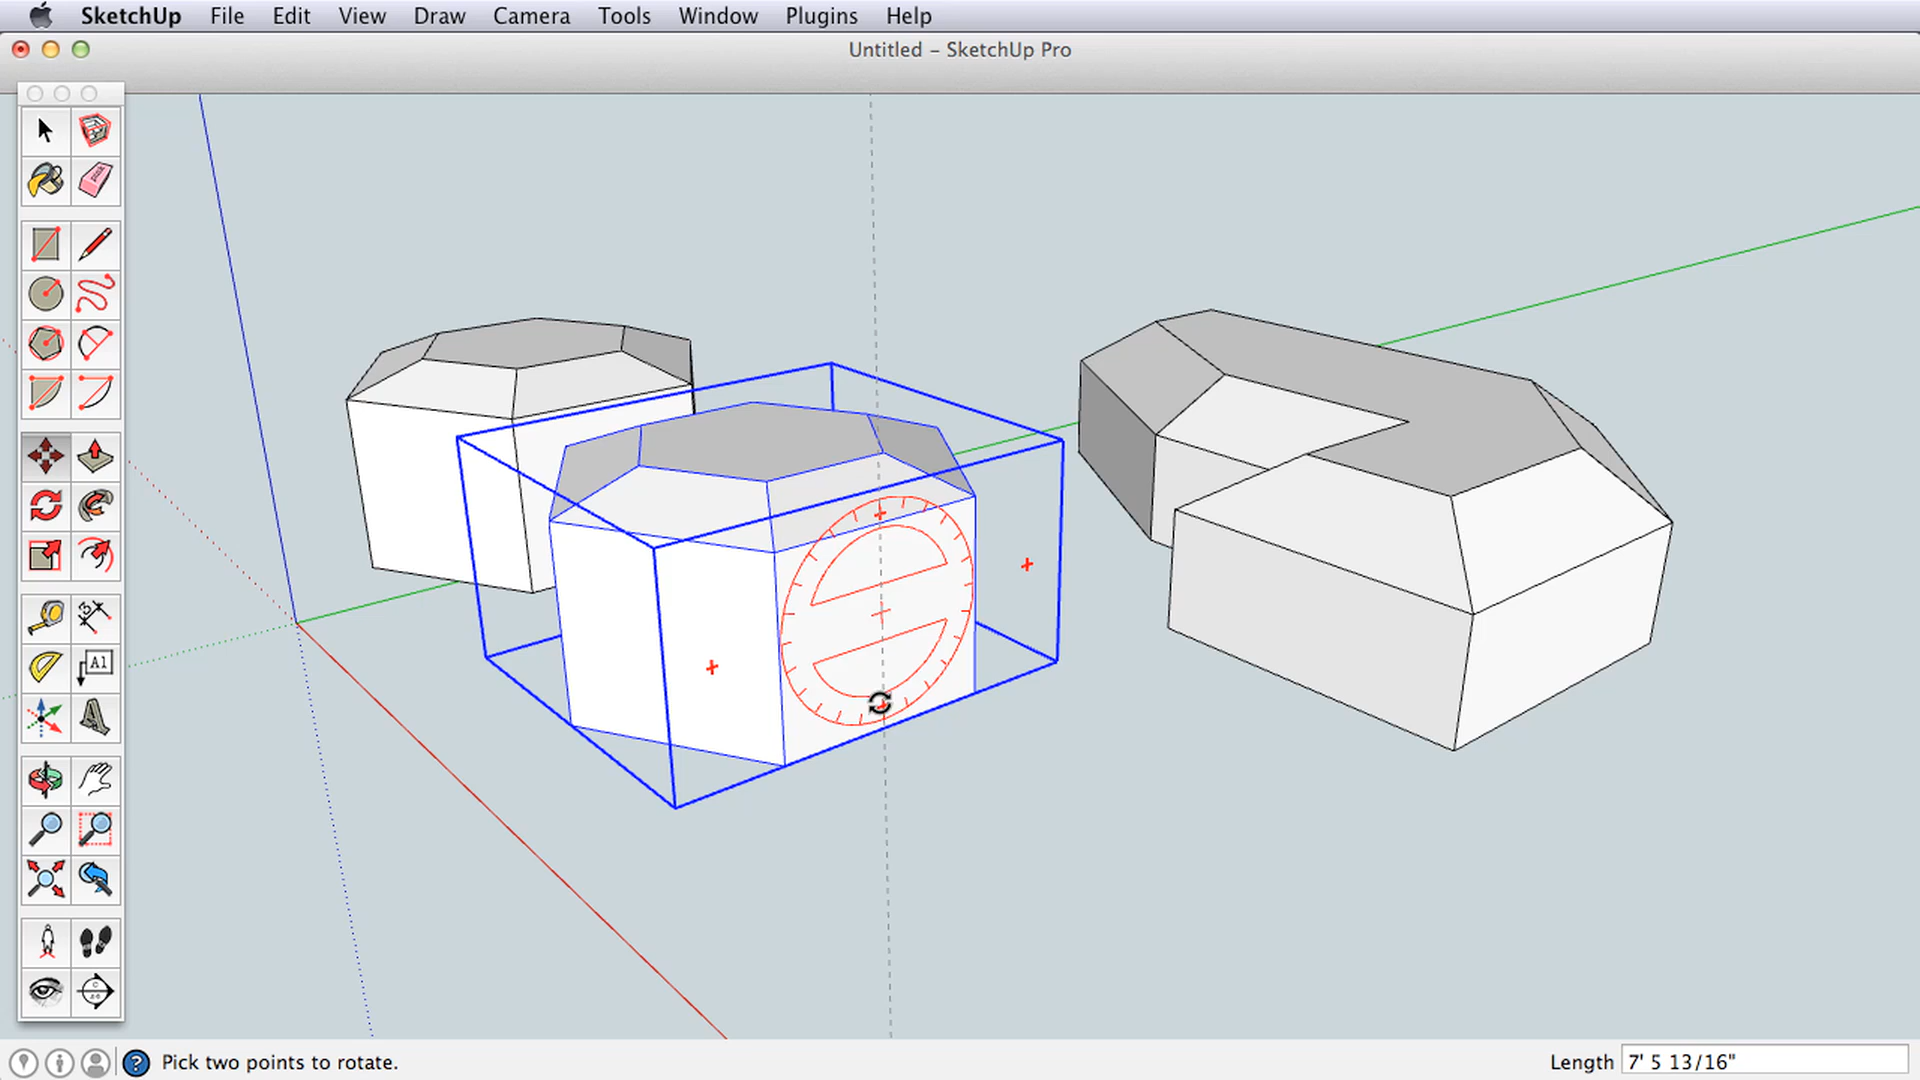 SketchUp File Edit View Draw Camera Tools Window Plugins Help
Untitled – SketchUp Pro
A1
Pick two points to rotate.
Length 7' 5 13/16"